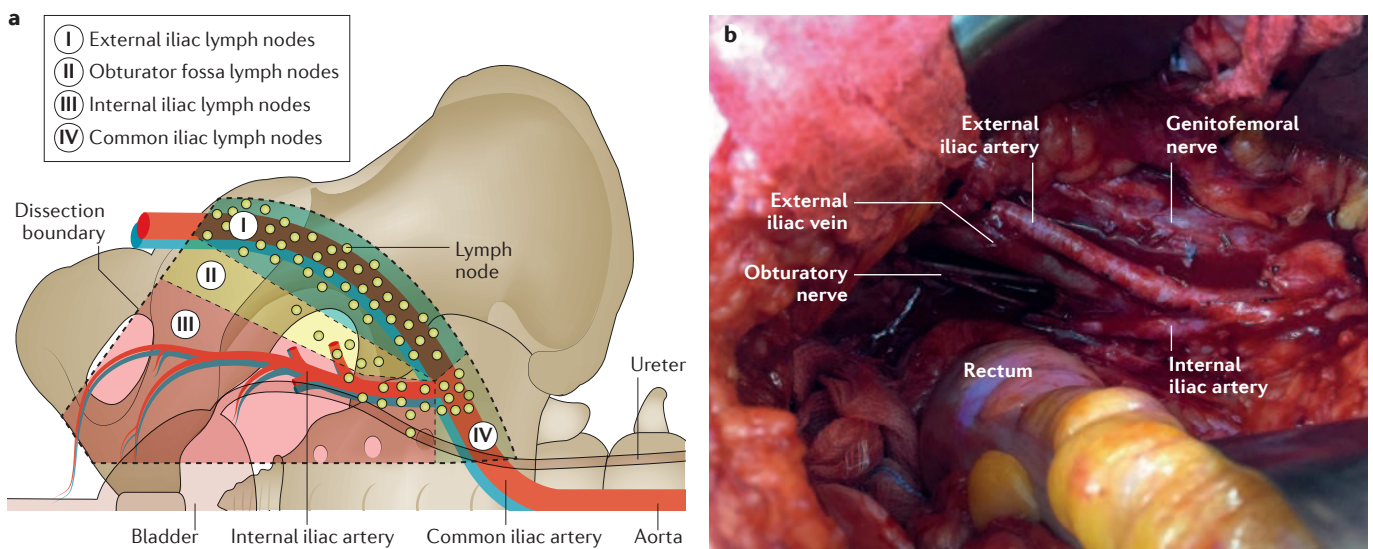 a
I External iliac lymph nodes
II Obturator fossa lymph nodes
III Internal iliac lymph nodes
IV Common iliac lymph nodes
Dissection
boundary
I
II
III
IV
Lymph
node
Ureter
Bladder
Internal iliac artery
Common iliac artery
Aorta
b
External
iliac artery
Genitofemoral
nerve
External
iliac vein
Obturatory
nerve
Rectum
Internal
iliac artery